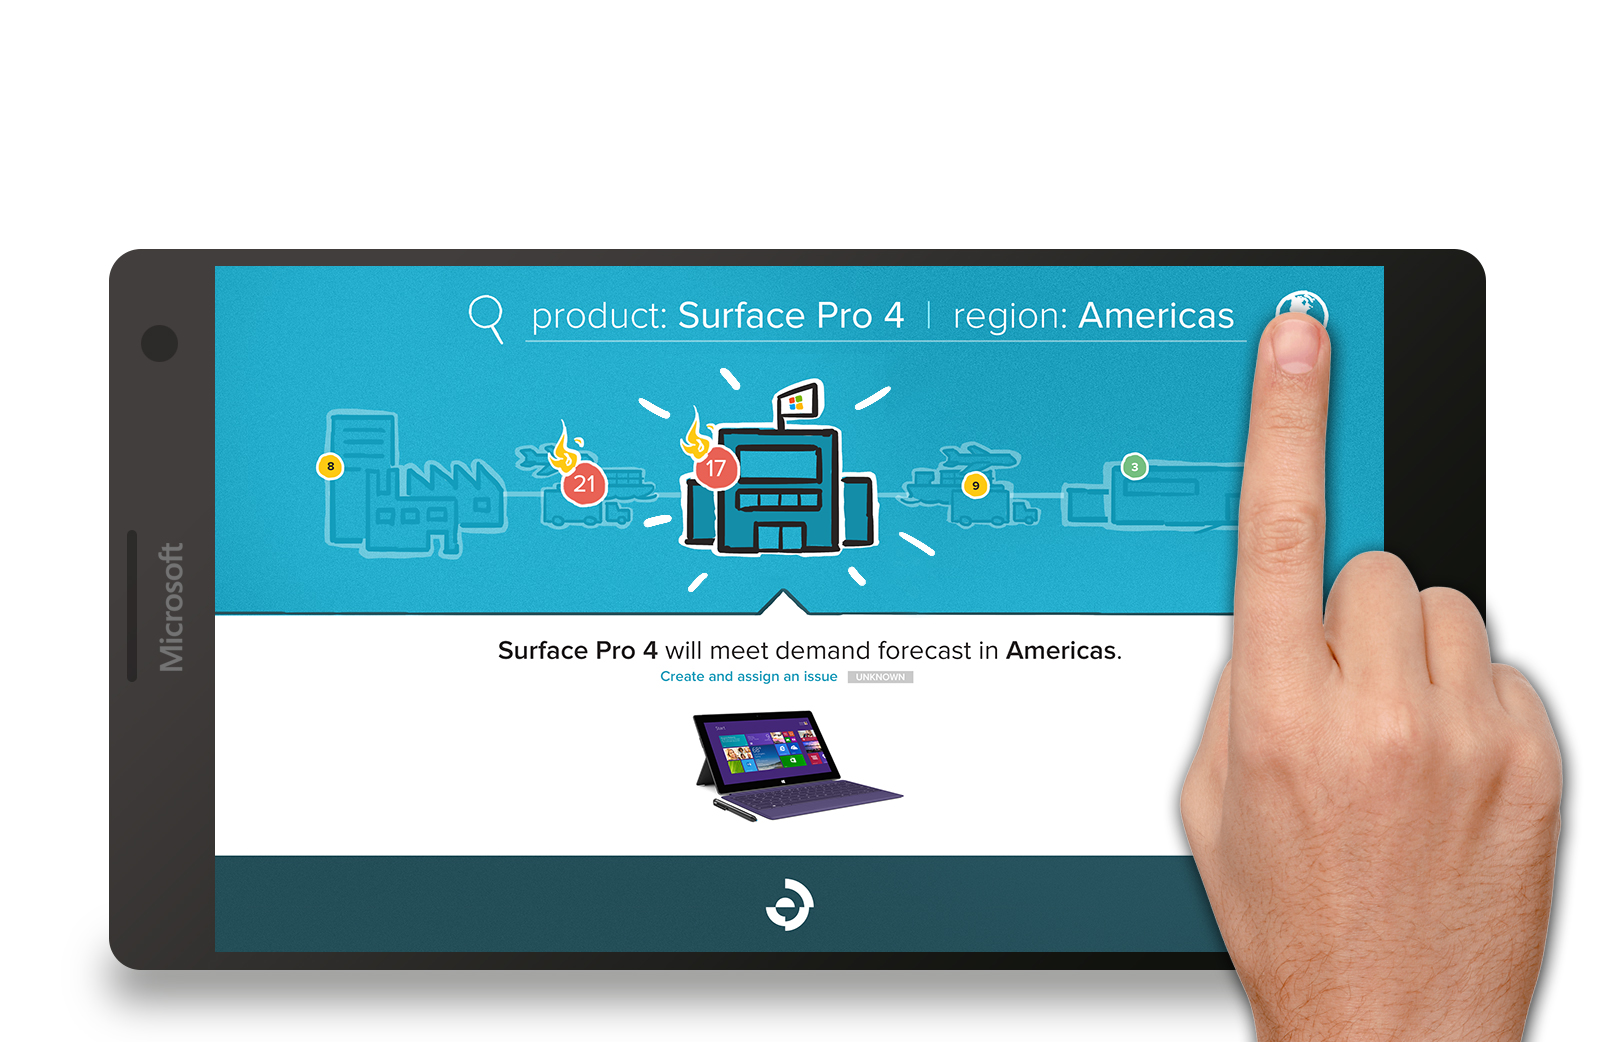 product: Surface Pro 4 | region: Americas
8
21
17
9
3
Microsoft
Surface Pro 4 will meet demand forecast in Americas.
Create and assign an issue UNKNOWN
Start